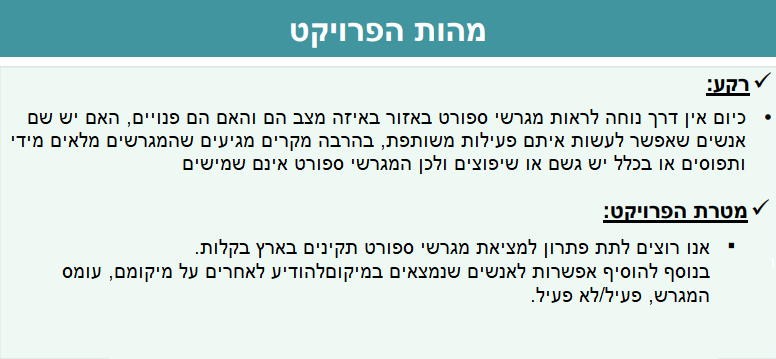 מהות הפרויקט
✓ רקע:
• כיום אין דרך נוחה לראות מגרשי ספורט באזור באיזה מצב הם והאם הם פנויים, האם יש שם
אנשים שאפשר לעשות איתם פעילות משותפת, בהרבה מקרים מגיעים שהמגרשים מלאים מידי
ותפוסים או בכלל יש גשם או שיפוצים ולכן המגרשי ספורט אינם שמישים
✓ מטרת הפרויקט:
▪ אנו רוצים לתת פתרון למציאת מגרשי ספורט תקינים בארץ בקלות.
בנוסף להוסיף אפשרות לאנשים שנמצאים במיקוםלהודיע לאחרים על מיקומם, עומס
המגרש, פעיל/לא פעיל.